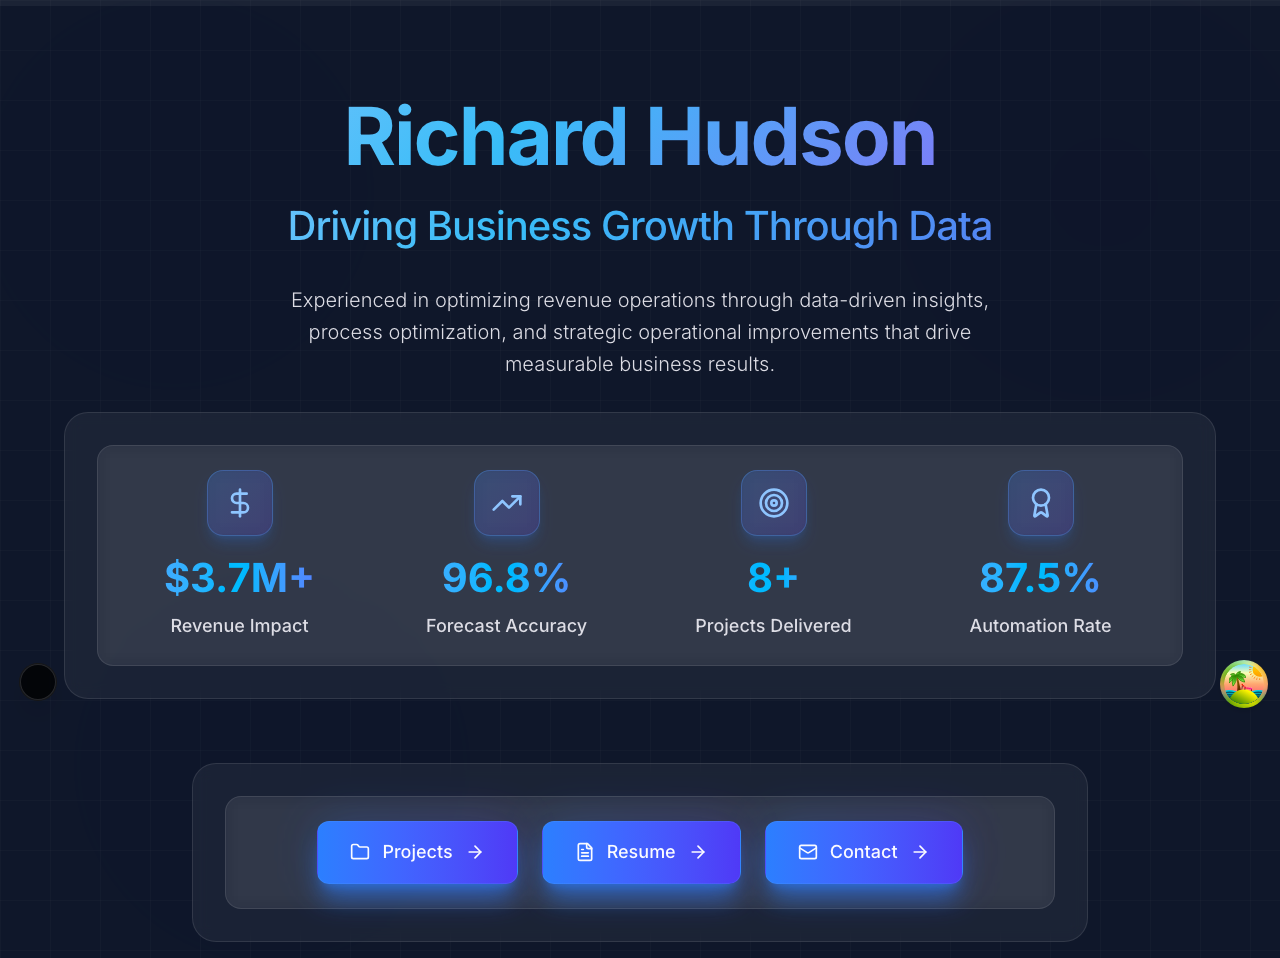 Richard Hudson
Driving Business Growth Through Data
Experienced in optimizing revenue operations through data-driven insights,
process optimization, and strategic operational improvements that drive
measurable business results.
$3.7M+
Revenue Impact
96.8%
Forecast Accuracy
8+
Projects Delivered
87.5%
Automation Rate
Projects
Resume
Contact